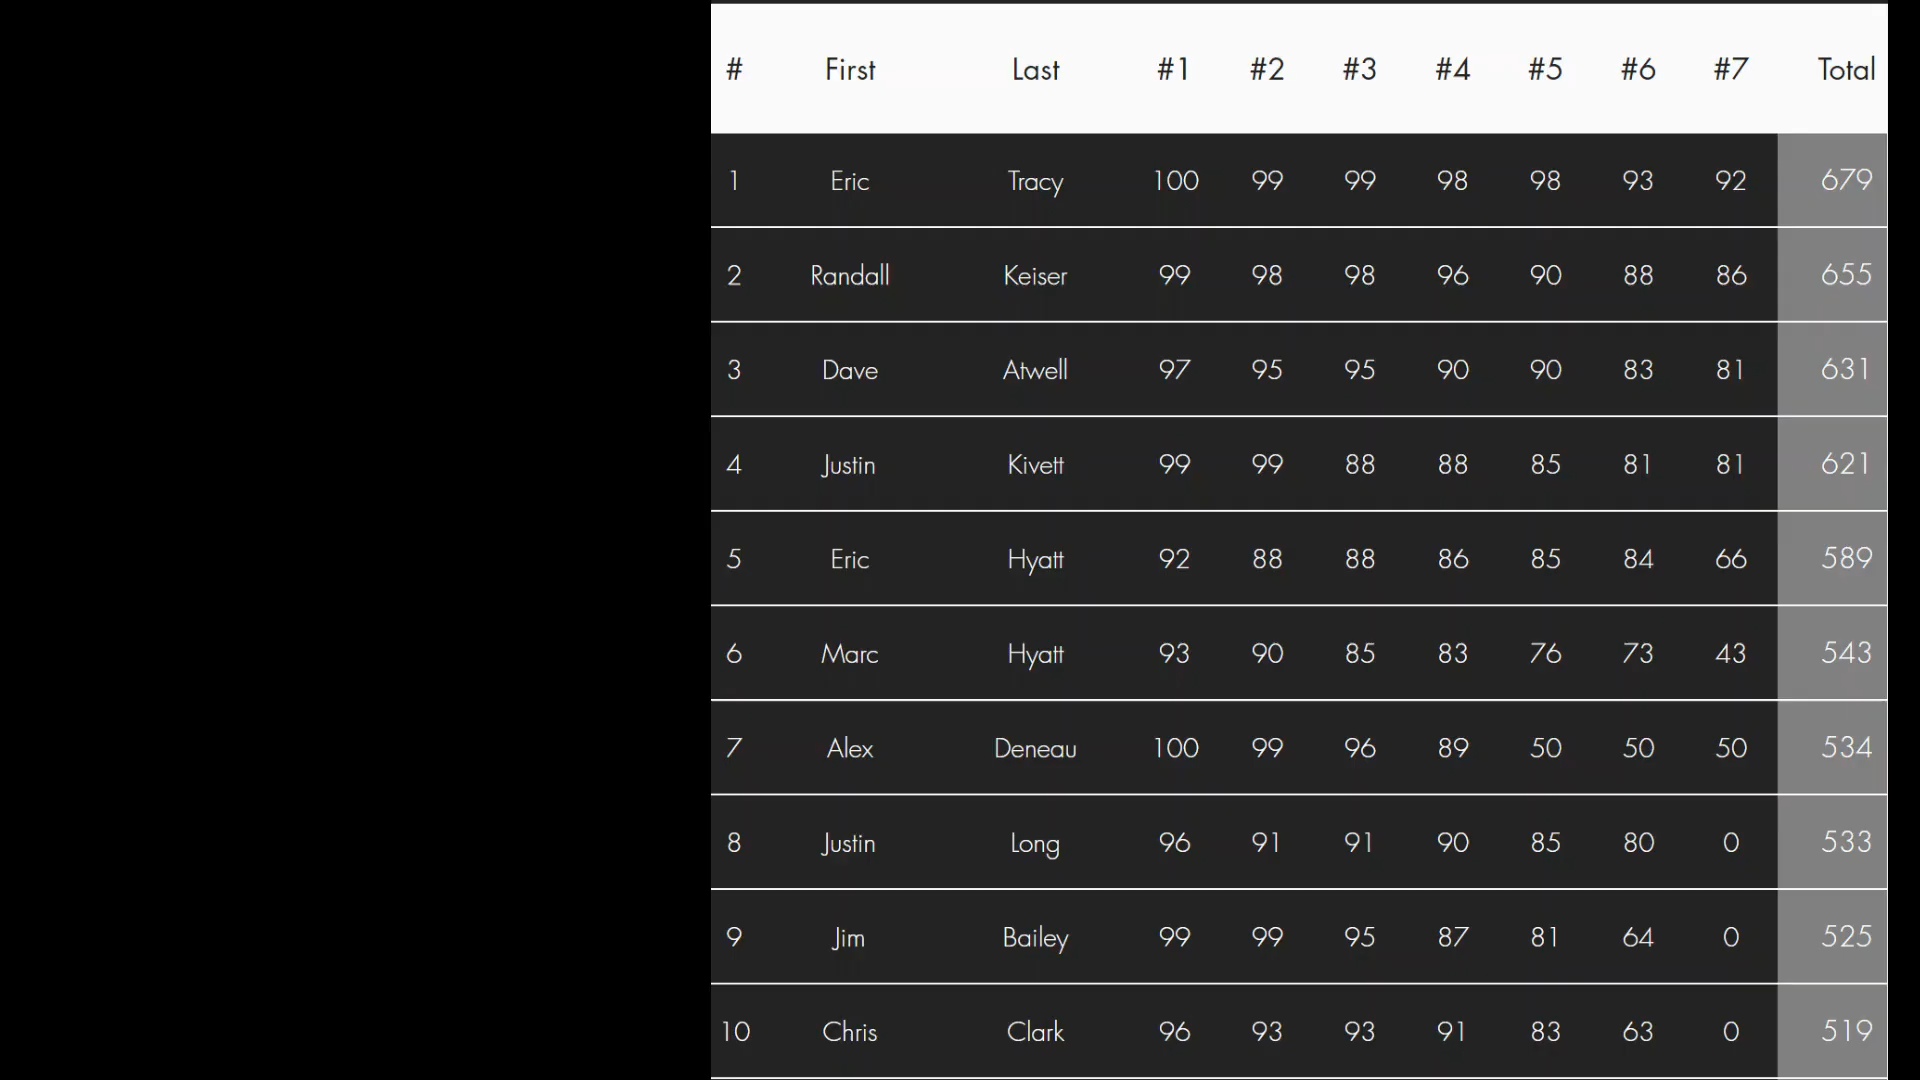 # First Last #1 #2 #3 #4 #5 #6 #7 Total
1 Eric Tracy 100 99 99 98 98 93 92 679
2 Randall Keiser 99 98 98 96 90 88 86 655
3 Dave Atwell 97 95 95 90 90 83 81 631
4 Justin Kivett 99 99 88 88 85 81 81 621
5 Eric Hyatt 92 88 88 86 85 84 66 589
6 Marc Hyatt 93 90 85 83 76 73 43 543
7 Alex Deneau 100 99 96 89 50 50 50 534
8 Justin Long 96 91 91 90 85 80 0 533
9 Jim Bailey 99 99 95 87 81 64 0 525
10 Chris Clark 96 93 93 91 83 63 0 519